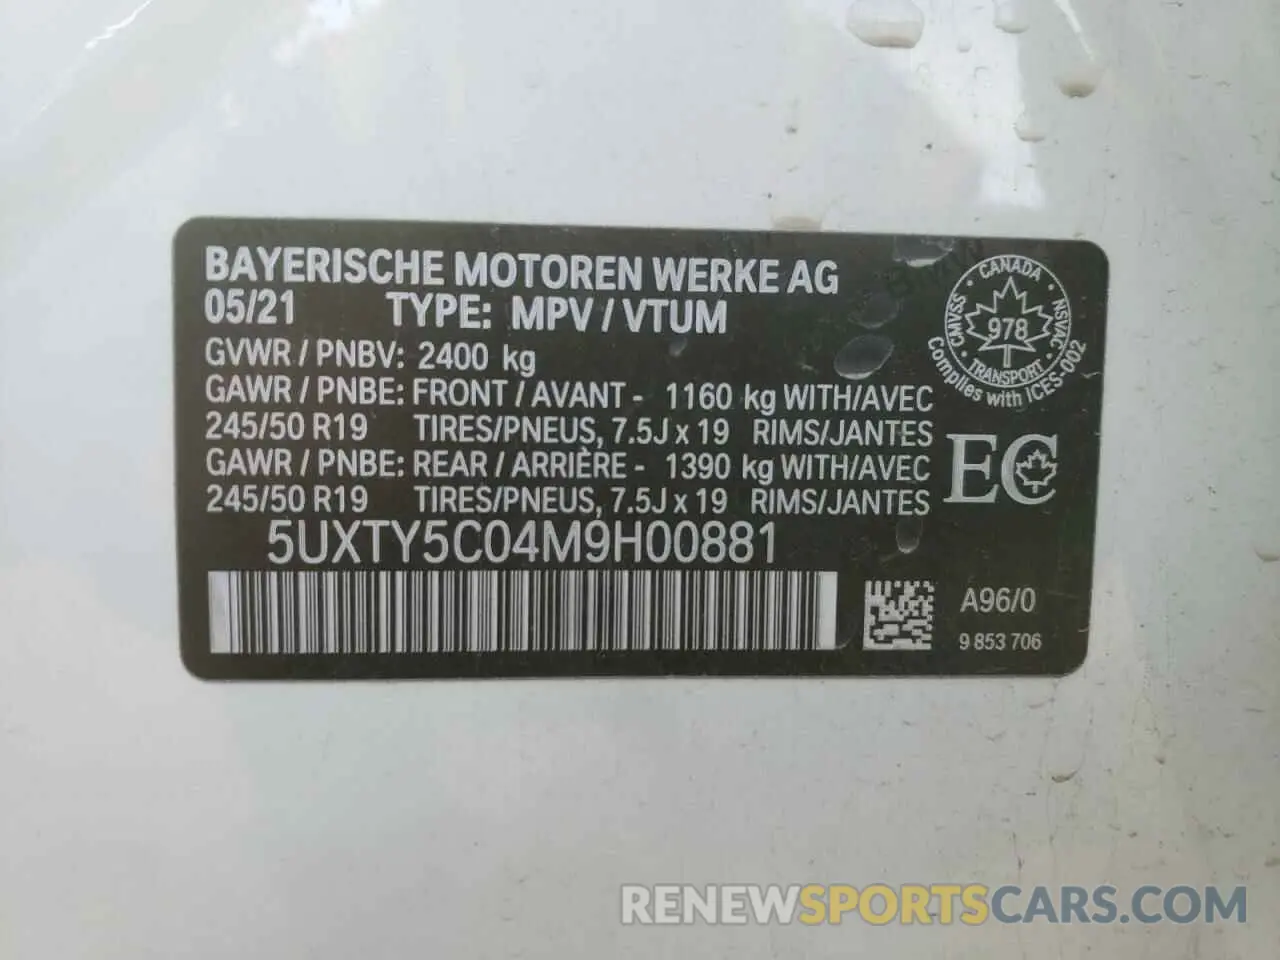 BAYERISCHE MOTOREN WERKE AG
05/21 TYPE: MPV / VTUM
GVWR / PNBV: 2400 kg
GAWR / PNBE: FRONT / AVANT - 1160 kg WITH/AVEC
245/50 R19 TIRES/PNEUS, 7.5J x 19 RIMS/JANTES
GAWR / PNBE: REAR / ARRIÈRE - 1390 kg WITH/AVEC
245/50 R19 TIRES/PNEUS, 7.5J x 19 RIMS/JANTES
5UXTY5C04M9H00881
CANADA
CMVSS 978 NSVAC
TRANSPORT
Complies with ICES-002
EC
A96/0
9 853 706
RENEWSPORTSCARS.COM